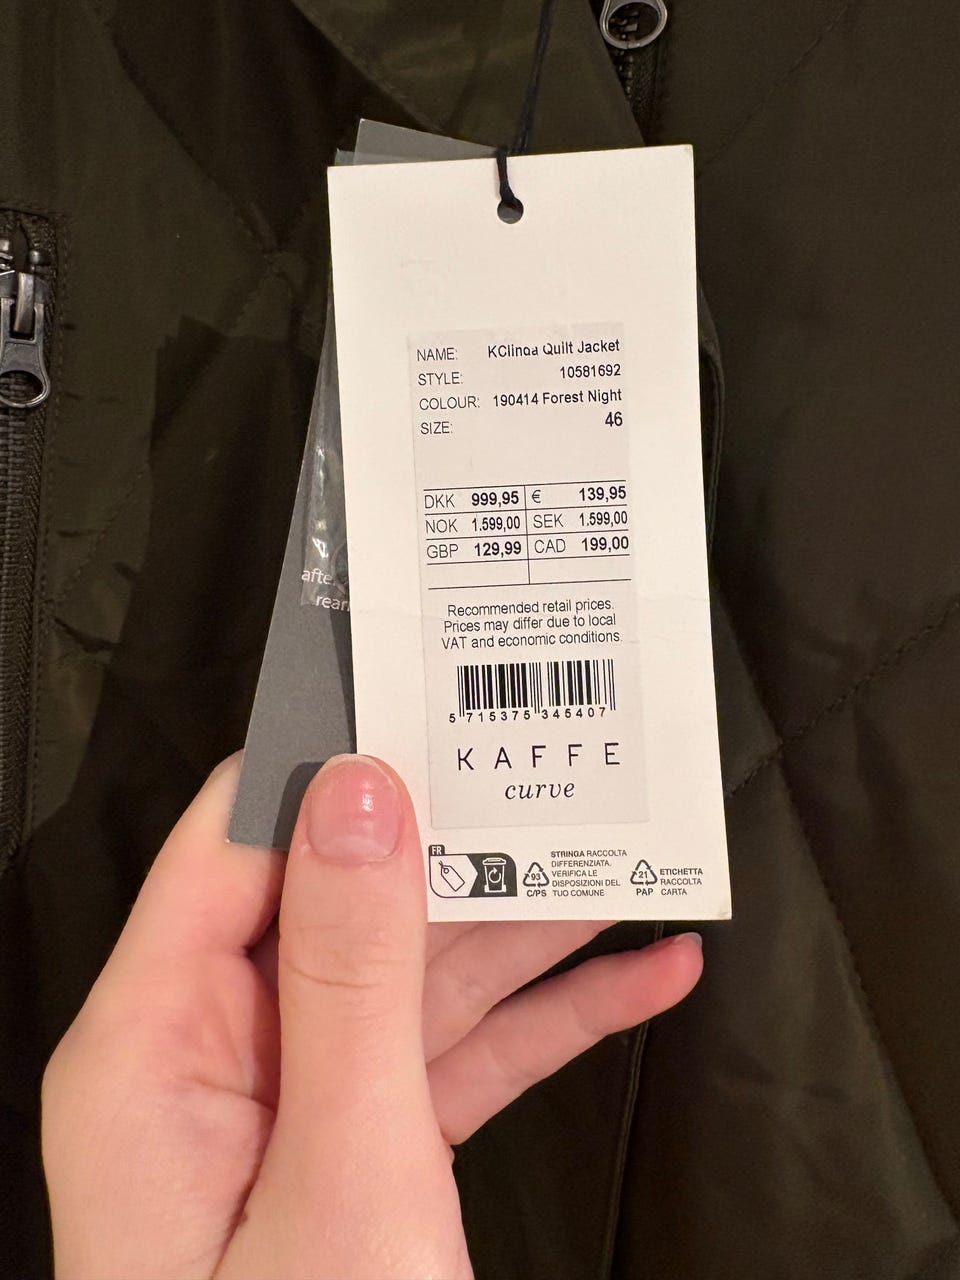 NAME: KClinda Quilt Jacket
STYLE: 10581692
COLOUR: 190414 Forest Night
SIZE: 46
DKK 999,95 € 139,95
NOK 1.599,00 SEK 1.599,00
GBP 129,99 CAD 199,00
afte
rear
Recommended retail prices.
Prices may differ due to local
VAT and economic conditions.
5 715375 345407
KAFFE
curve
FR
93
C/PS
STRINGA RACCOLTA
DIFFERENZIATA.
VERIFICA LE
DISPOSIZIONI DEL
TUO COMUNE
21
PAP
ETICHETTA
RACCOLTA
CARTA